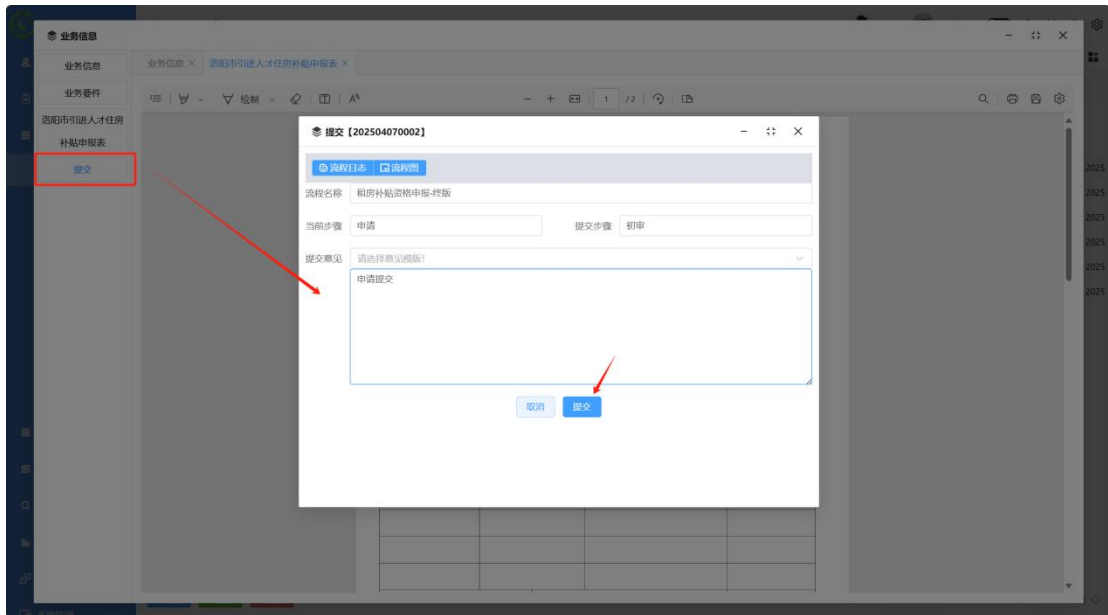 业务信息
业务信息
业务要件
洛阳市引进人才住房
补贴申报表
提交
业务信息 × 洛阳市引进人才住房补贴申报表 ×
绘制
1 / 2
提交【202504070002】
流程日志 流程图
流程名称 租房补贴资格申报-终版
当前步骤 申请 提交步骤 初审
提交意见 请选择意见模版!
申请提交
取消 提交
2025
2025
2025
2025
2025
2025